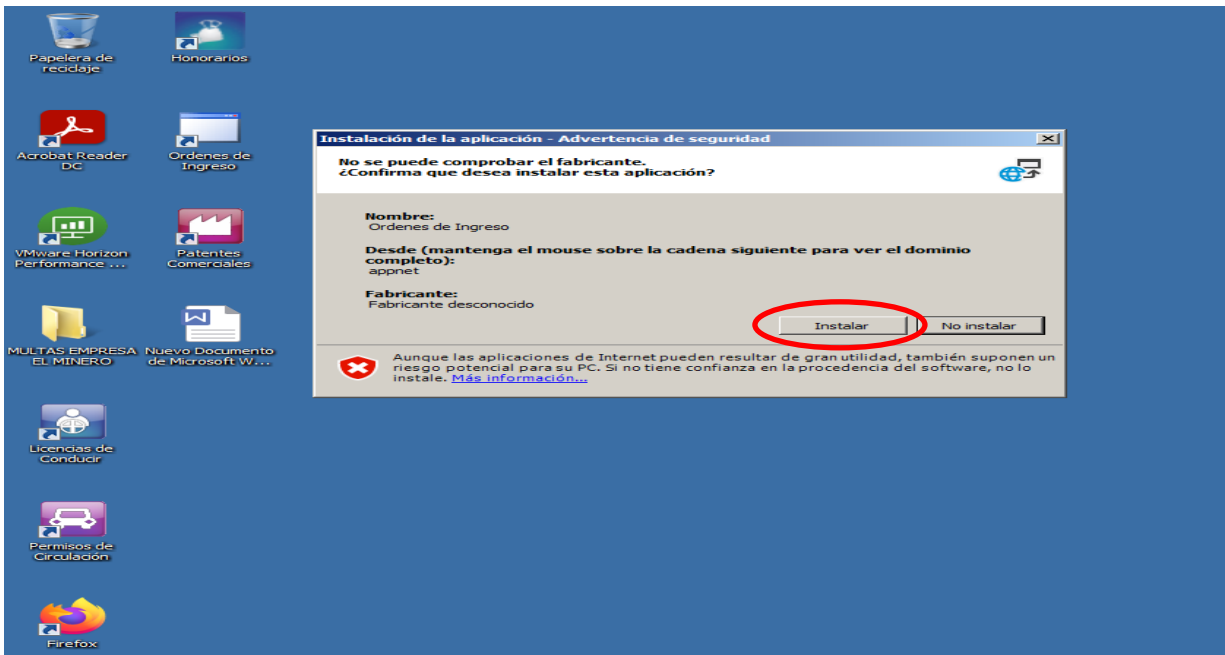 Papelera de
reciclaje
Honorarios
Acrobat Reader
DC
Ordenes de
Ingreso
VMware Horizon
Performance ...
Patentes
Comerciales
MULTAS EMPRESA
EL MINERO
Nuevo Documento
de Microsoft W...
Licencias de
Conducir
Permisos de
Circulación
Firefox
Instalación de la aplicación - Advertencia de seguridad
No se puede comprobar el fabricante.
¿Confirma que desea instalar esta aplicación?
Nombre:
Ordenes de Ingreso
Desde (mantenga el mouse sobre la cadena siguiente para ver el dominio
completo):
appnet
Fabricante:
Fabricante desconocido
Instalar
No instalar
Aunque las aplicaciones de Internet pueden resultar de gran utilidad, también suponen un
riesgo potencial para su PC. Si no tiene confianza en la procedencia del software, no lo
instale. Más información...